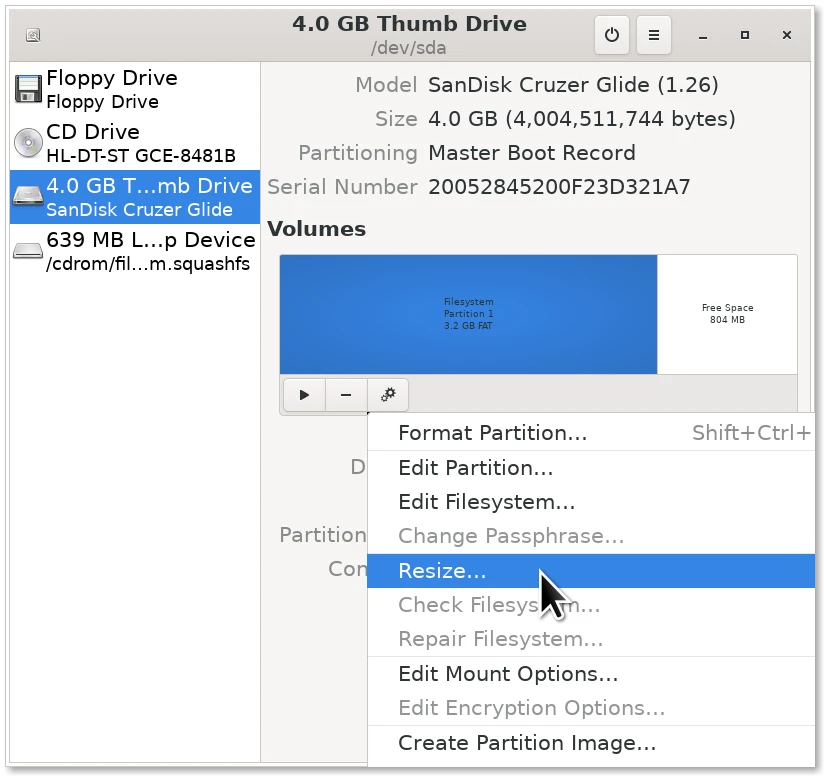 4.0 GB Thumb Drive
/dev/sda
Floppy Drive
Floppy Drive
CD Drive
HL-DT-ST GCE-8481B
4.0 GB T…mb Drive
SanDisk Cruzer Glide
639 MB L…p Device
/cdrom/fil…m.squashfs
Model SanDisk Cruzer Glide (1.26)
Size 4.0 GB (4,004,511,744 bytes)
Partitioning Master Boot Record
Serial Number 20052845200F23D321A7
Volumes
Filesystem
Partition 1
3.2 GB FAT
Free Space
804 MB
D
Partition
Con
Format Partition… Shift+Ctrl+
Edit Partition…
Edit Filesystem…
Change Passphrase…
Resize…
Check Filesystem…
Repair Filesystem…
Edit Mount Options…
Edit Encryption Options…
Create Partition Image…